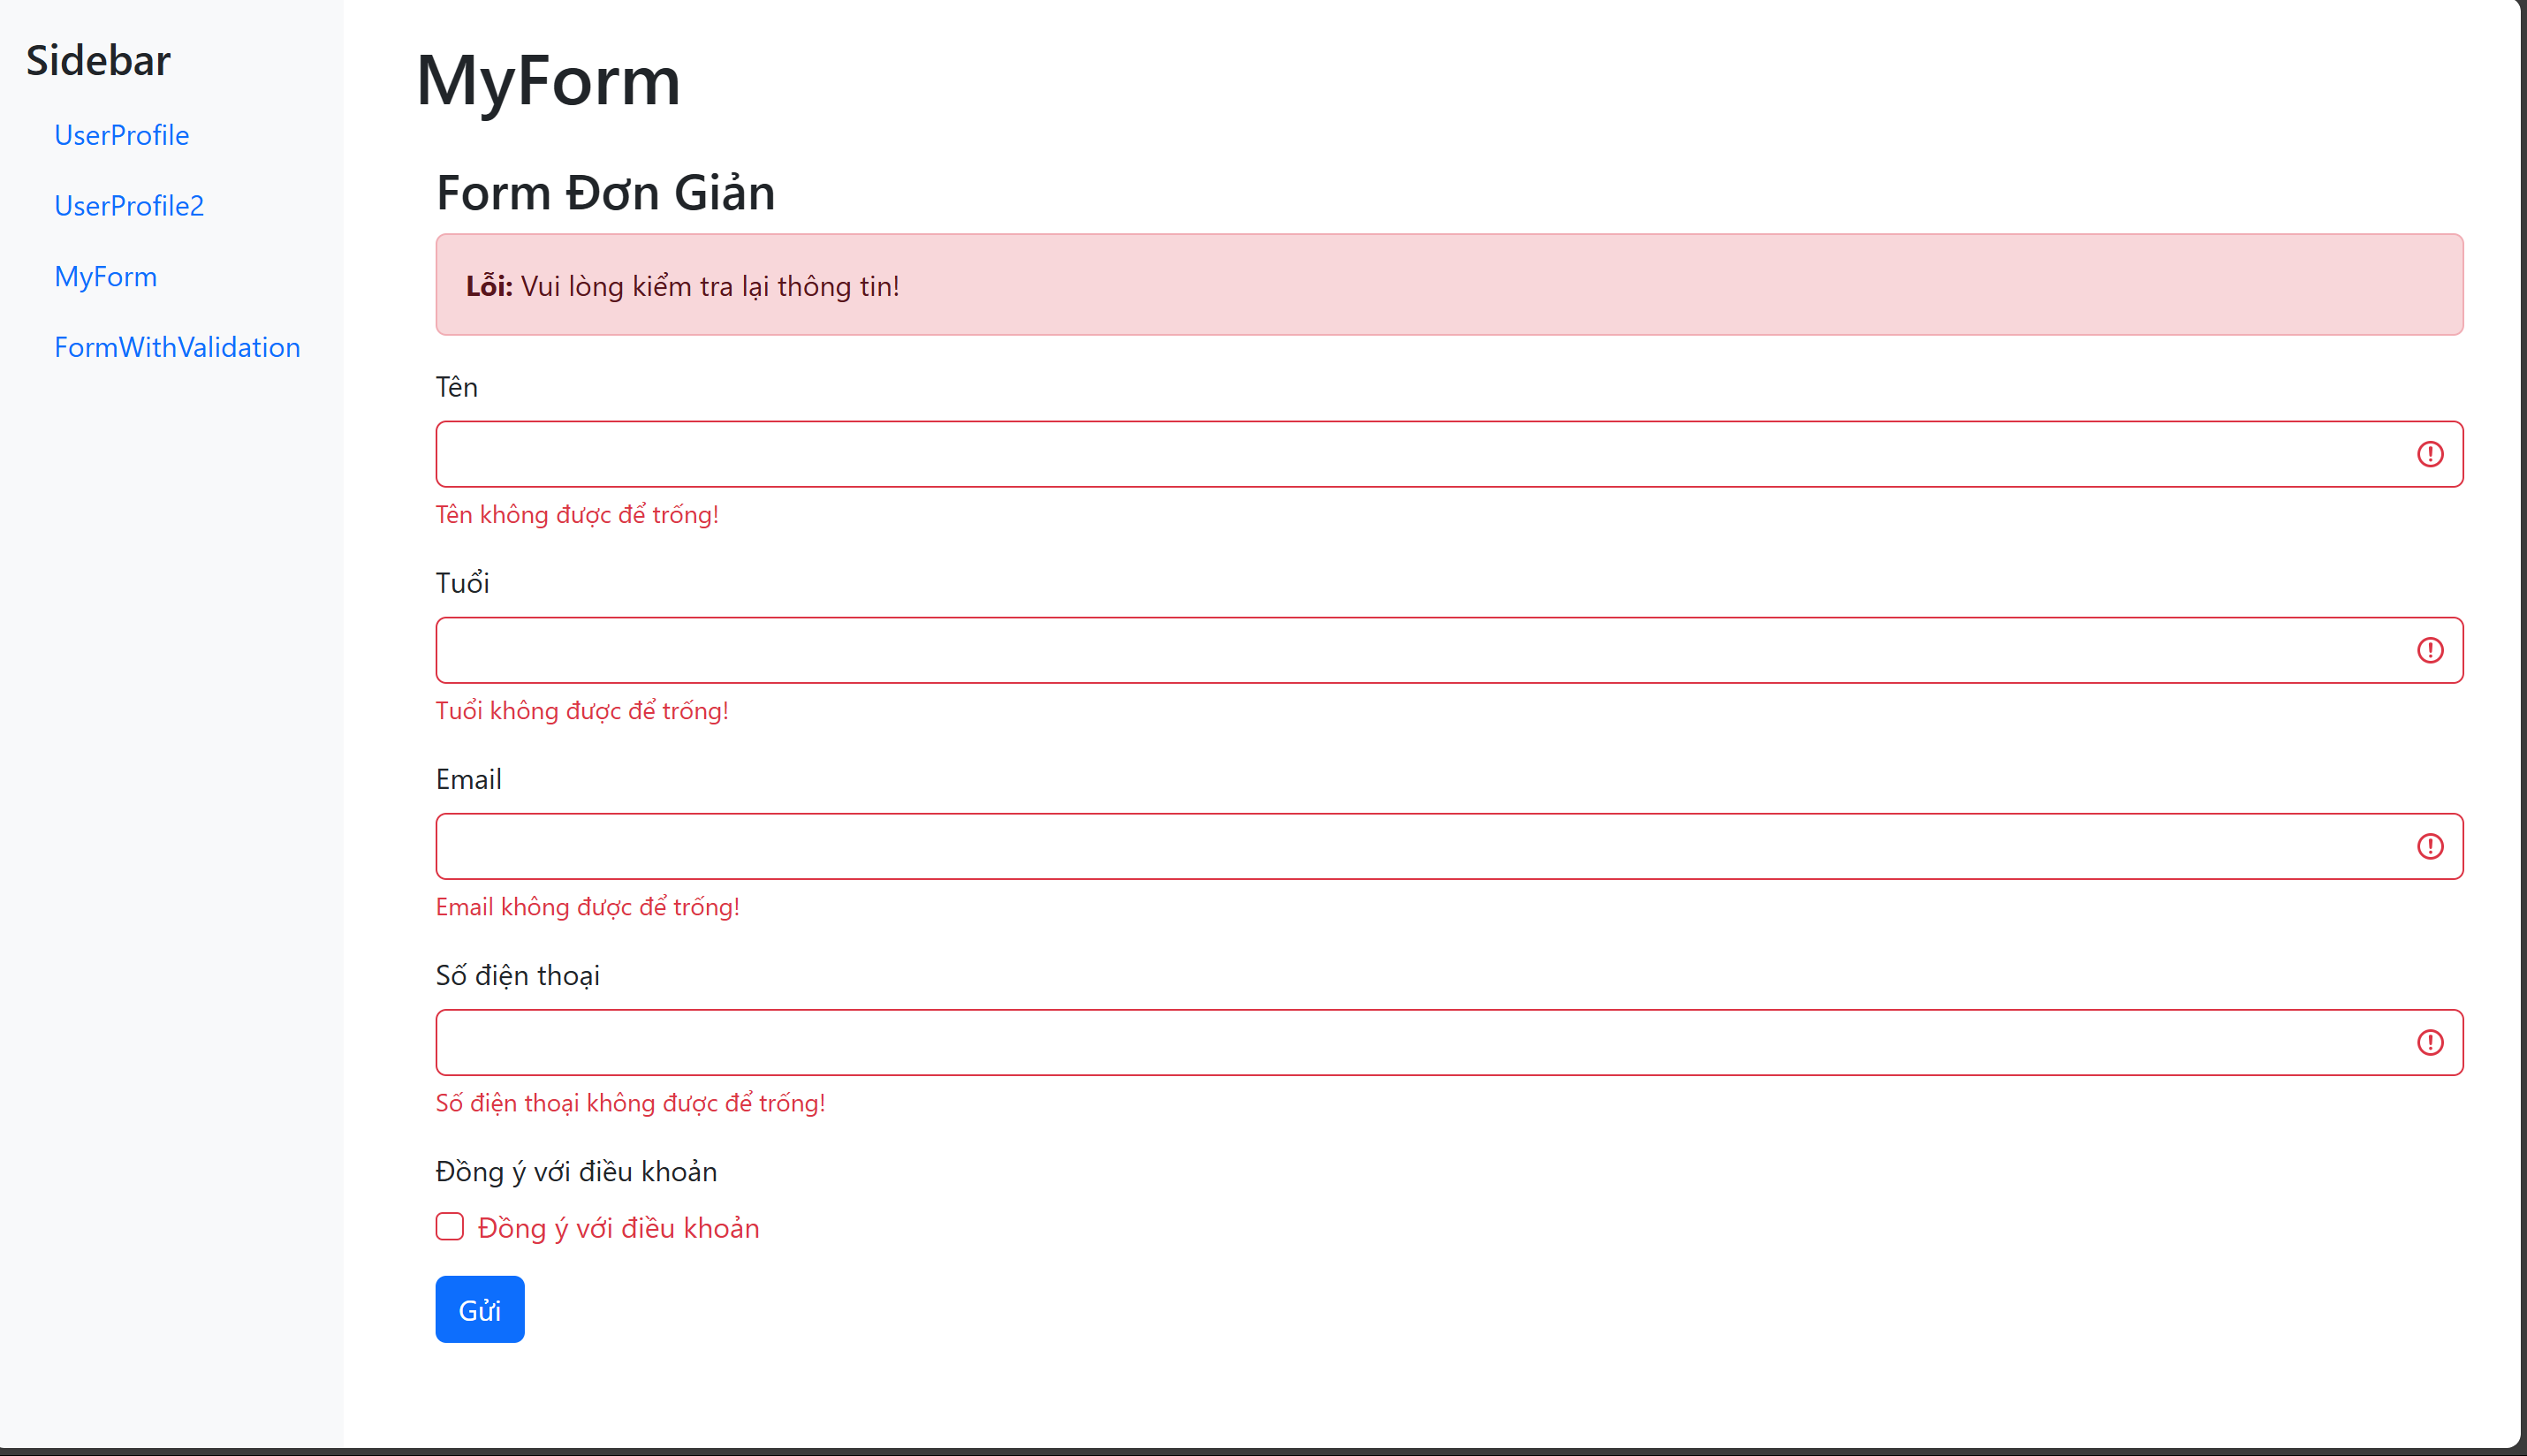 Sidebar
UserProfile
UserProfile2
MyForm
FormWithValidation
MyForm
Form Đơn Giản
Lỗi: Vui lòng kiểm tra lại thông tin!
Tên
Tên không được để trống!
Tuổi
Tuổi không được để trống!
Email
Email không được để trống!
Số điện thoại
Số điện thoại không được để trống!
Đồng ý với điều khoản
Đồng ý với điều khoản
Gửi